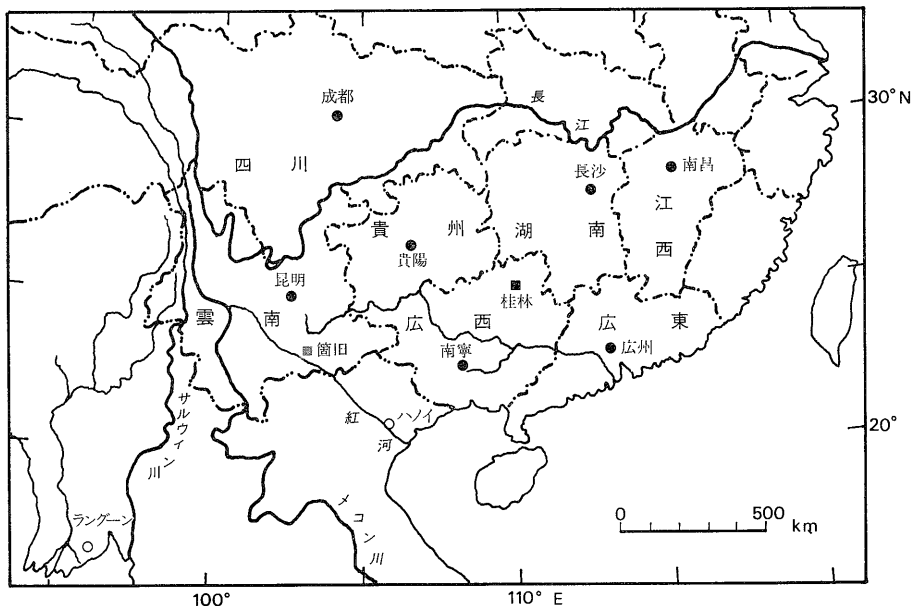 30°N
長江
成都
四川
長沙
南昌
貴州
湖南
江西
貴陽
昆明
桂林
雲南
広西
広東
箇旧
南寧
広州
サルウィン川
紅河
ハノイ
20°
メコン川
ラングーン
0 500 km
100° 110° E